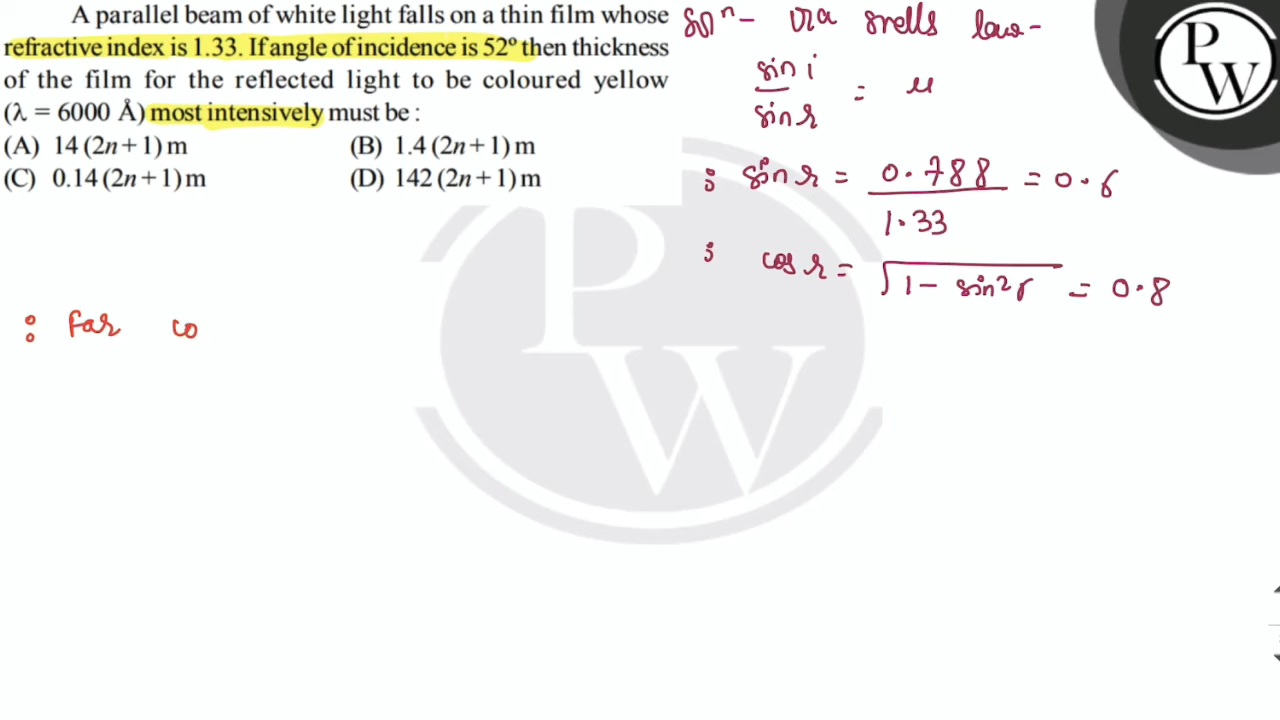 A parallel beam of white light falls on a thin film whose
refractive index is 1.33. If angle of incidence is 52º then thickness
of the film for the reflected light to be coloured yellow
(λ = 6000 Å) most intensively must be :
(A) 14 (2n + 1) m (B) 1.4 (2n + 1) m
(C) 0.14 (2n + 1) m (D) 142 (2n + 1) m
Solⁿ - via snells law -
sin i / sin r = μ
; sin r = 0.788 / 1.33 = 0.6
; cos r = √1 - sin²r = 0.8
: For co
P
W
P
W